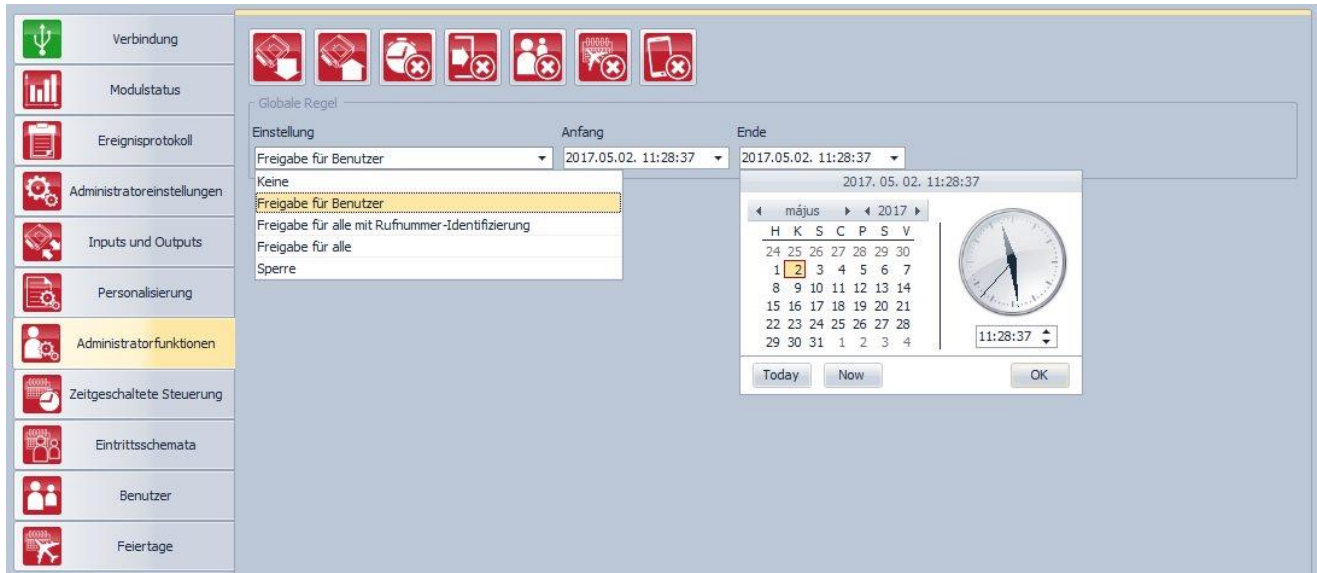 Verbindung
Modulstatus
Ereignisprotokoll
Administratoreinstellungen
Inputs und Outputs
Personalisierung
Administratorfunktionen
Zeitgeschaltete Steuerung
Eintrittsschemata
Benutzer
Feiertage
Globale Regel
Einstellung Anfang Ende
Freigabe für Benutzer 2017.05.02. 11:28:37 2017.05.02. 11:28:37
Keine
Freigabe für Benutzer
Freigabe für alle mit Rufnummer-Identifizierung
Freigabe für alle
Sperre
2017. 05. 02. 11:28:37
május 2017
H K S C P S V
24 25 26 27 28 29 30
1 2 3 4 5 6 7
8 9 10 11 12 13 14
15 16 17 18 19 20 21
22 23 24 25 26 27 28
29 30 31 1 2 3 4
11:28:37
Today Now OK